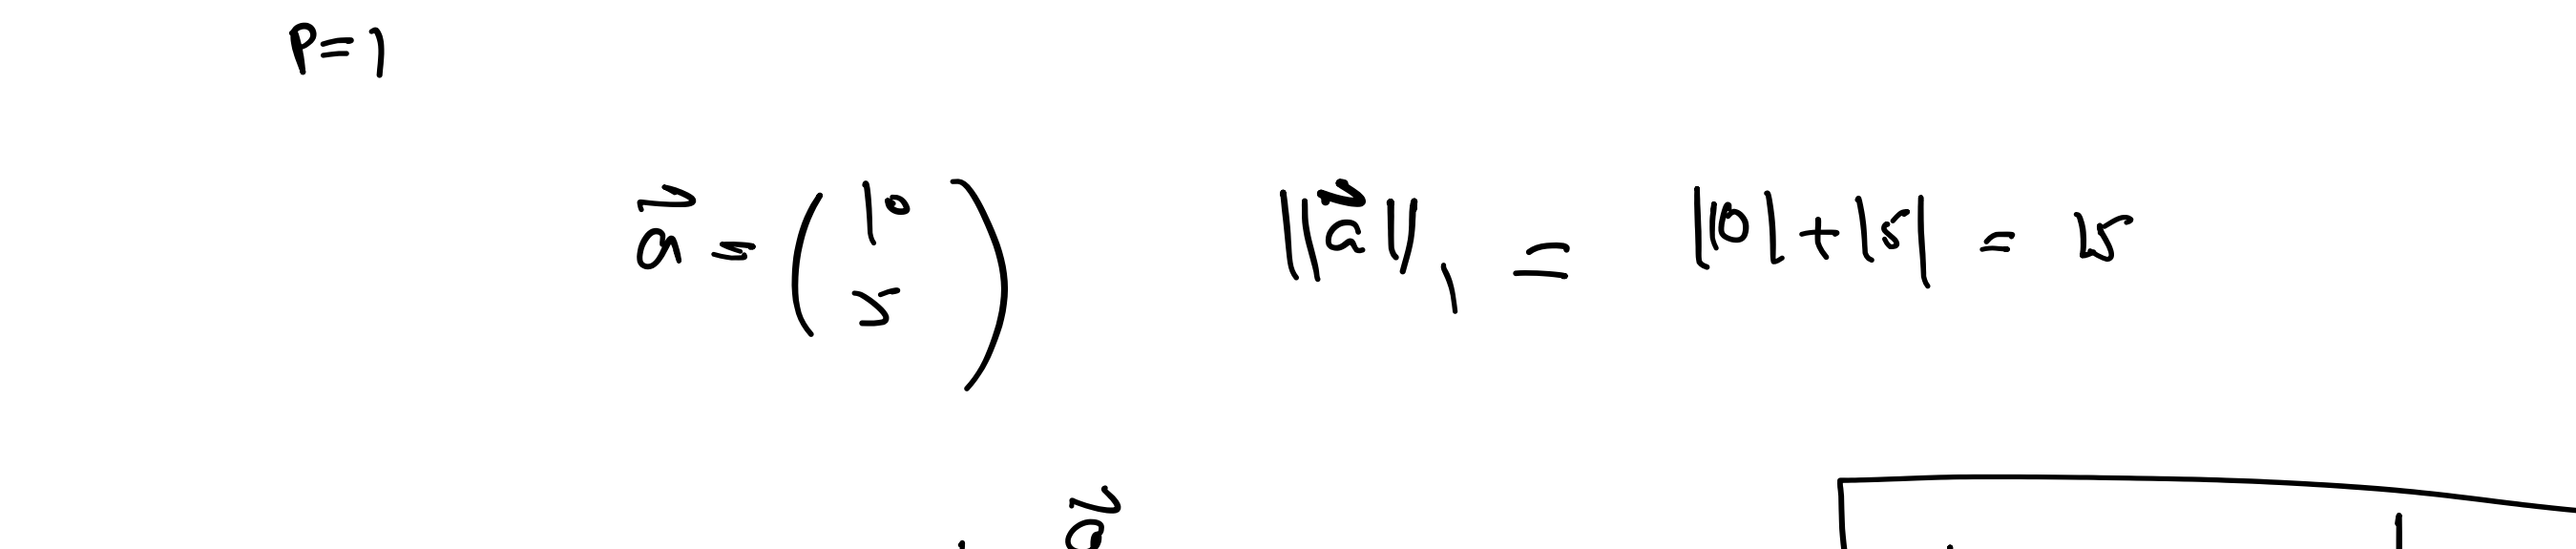 P=1
a⃗ = (10 5) ||a⃗||₁ = |10| + |5| = 15
a⃗